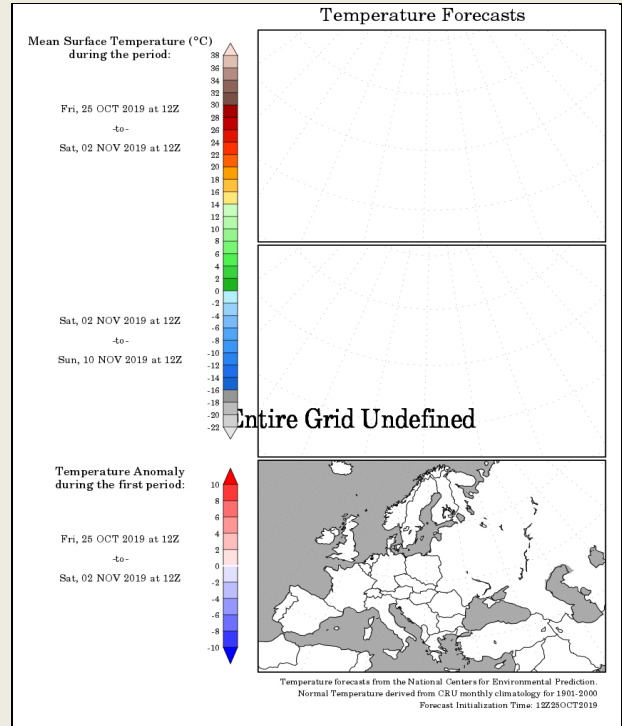 Temperature Forecasts
Mean Surface Temperature (°C)
during the period:
38
36
34
32
30
28
26
24
22
20
18
16
14
12
10
8
6
4
2
0
-2
-4
-6
-8
-10
-12
-14
-16
-18
-20
-22
Fri, 25 OCT 2019 at 12Z
-to-
Sat, 02 NOV 2019 at 12Z
Sat, 02 NOV 2019 at 12Z
-to-
Sun, 10 NOV 2019 at 12Z
Entire Grid Undefined
Temperature Anomaly
during the first period:
10
8
6
4
2
0
-2
-4
-6
-8
-10
Fri, 25 OCT 2019 at 12Z
-to-
Sat, 02 NOV 2019 at 12Z
Temperature forecasts from the National Centers for Environmental Prediction.
Normal Temperature derived from CRU monthly climatology for 1901-2000
Forecast Initialization Time: 12Z25OCT2019